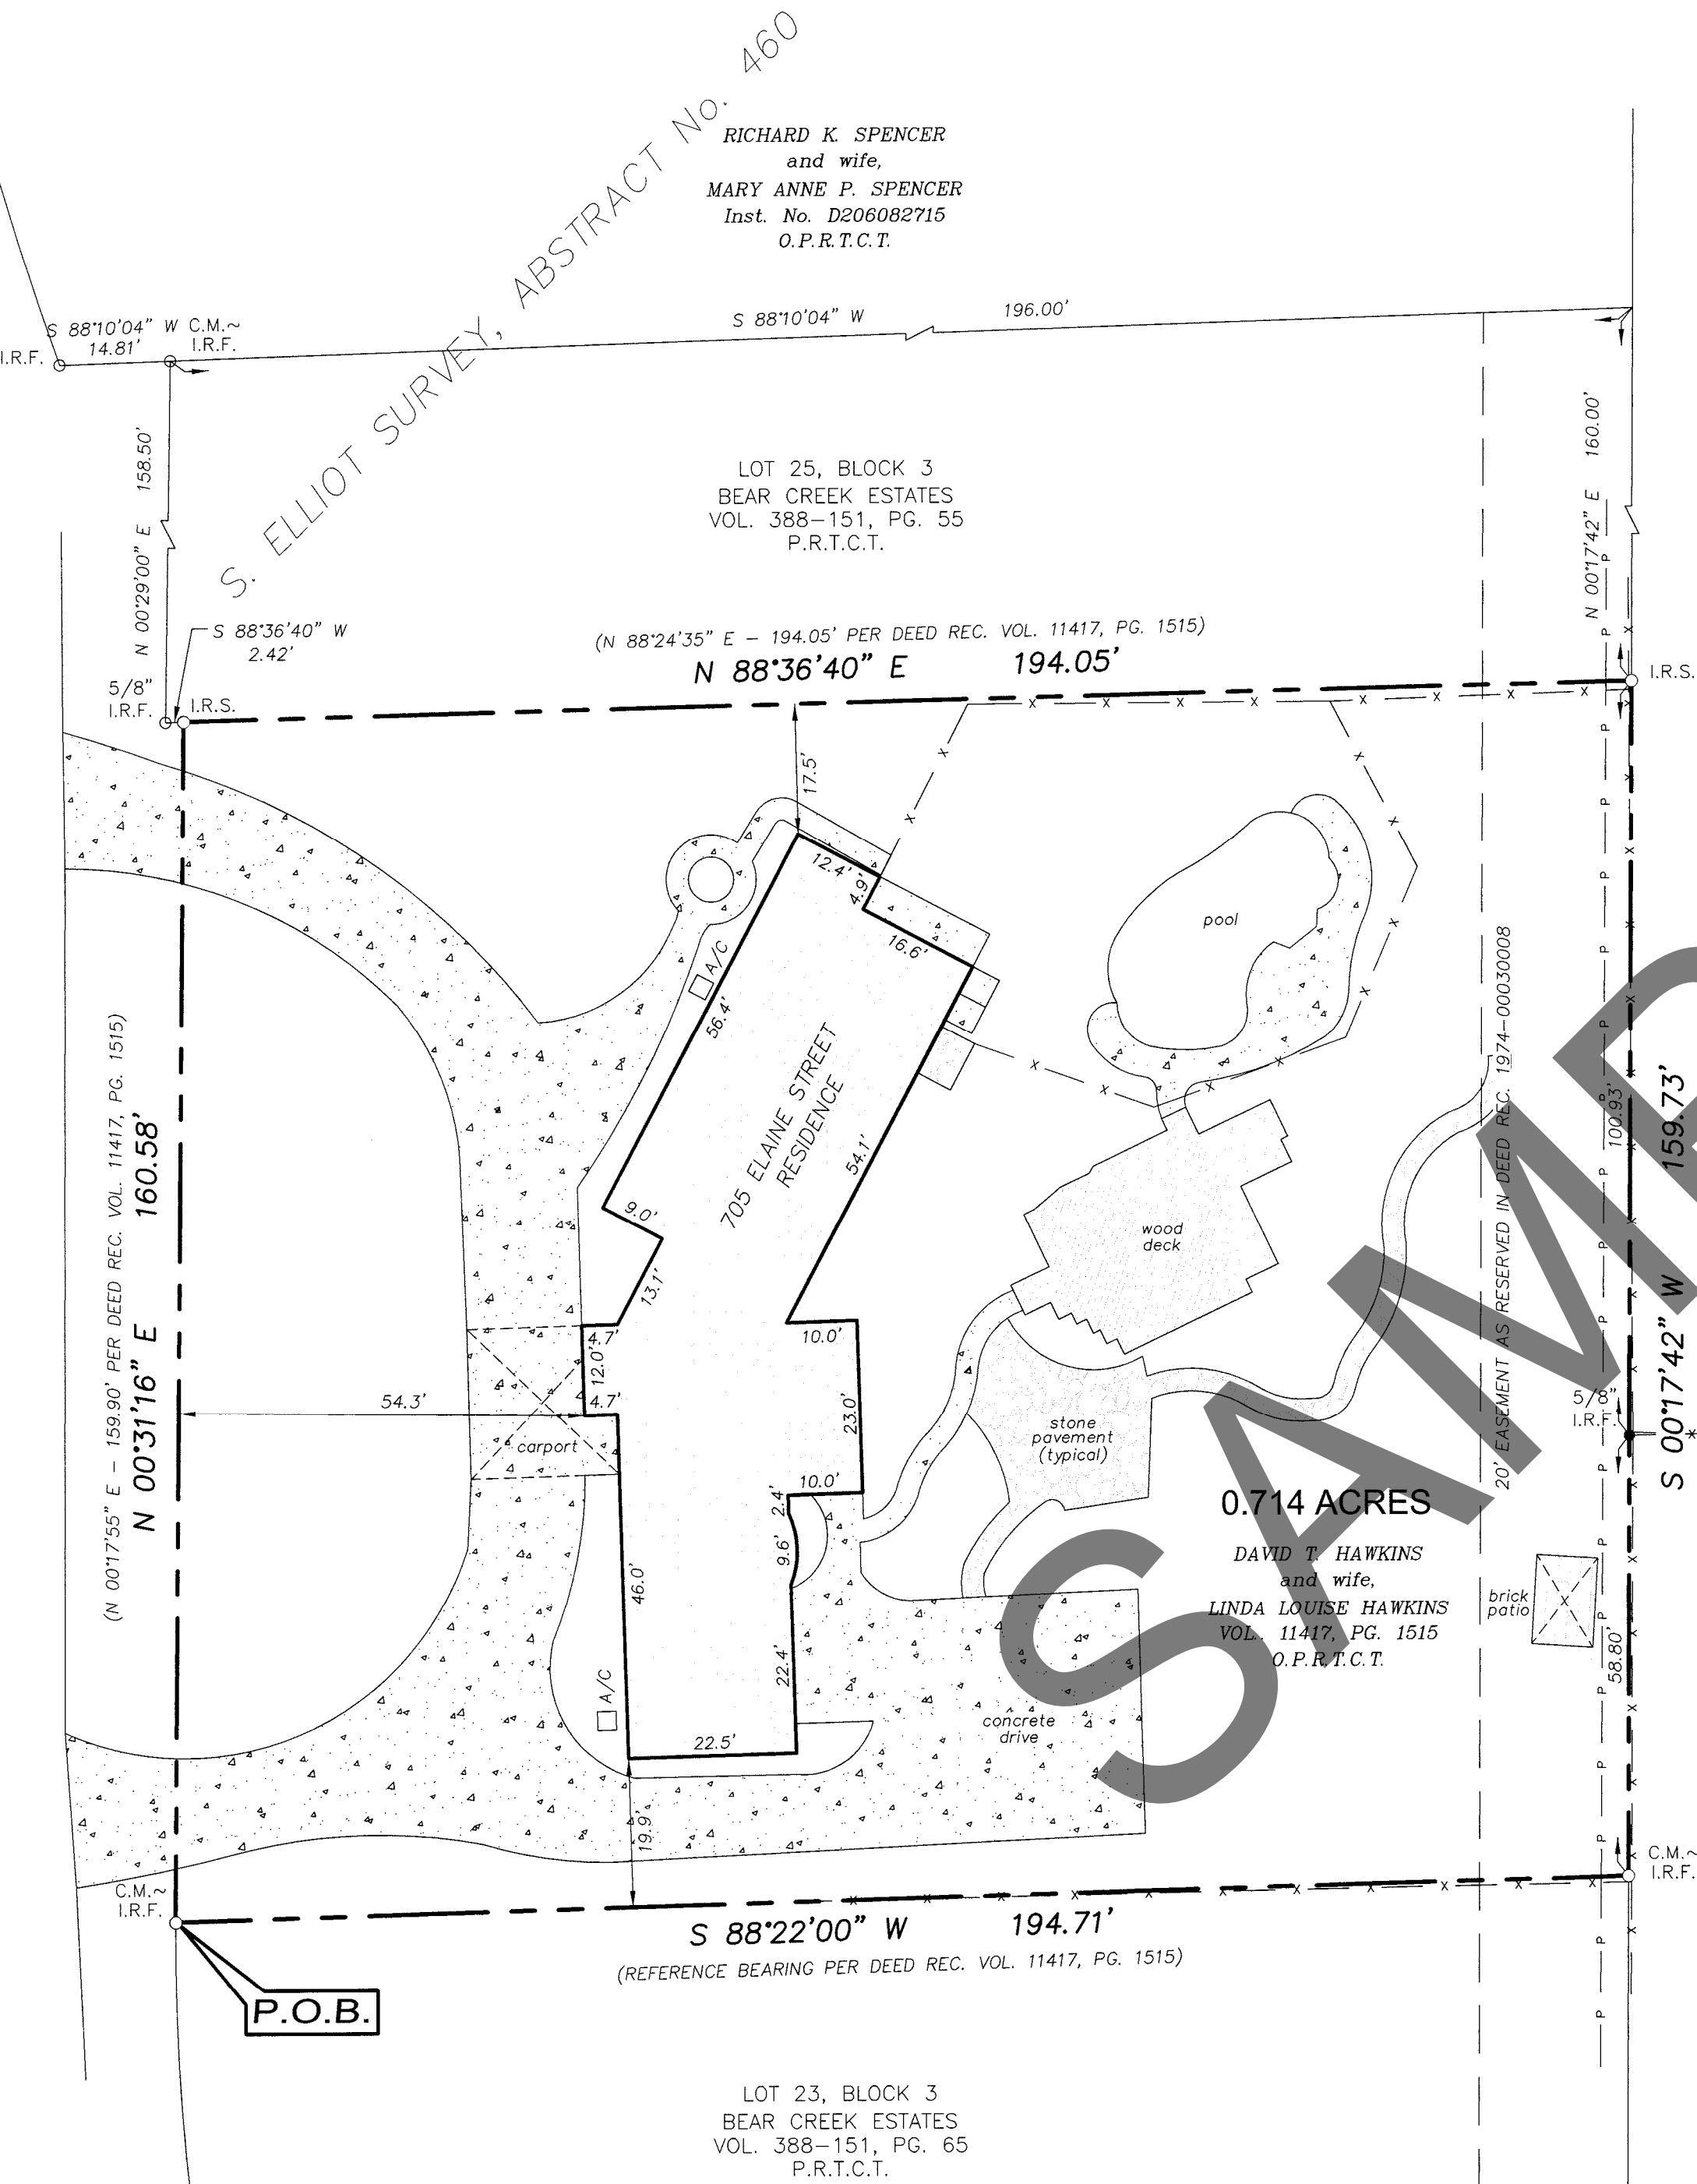 S. ELLIOT SURVEY, ABSTRACT No. 460
RICHARD K. SPENCER
and wife,
MARY ANNE P. SPENCER
Inst. No. D206082715
O.P.R.T.C.T.
S 88°10'04" W
14.81'
C.M.~
I.R.F.
I.R.F.
S 88°10'04" W 196.00'
N 00°29'00" E 158.50'
N 00°17'42" E 160.00'
LOT 25, BLOCK 3
BEAR CREEK ESTATES
VOL. 388-151, PG. 55
P.R.T.C.T.
S 88°36'40" W
2.42'
(N 88°24'35" E - 194.05' PER DEED REC. VOL. 11417, PG. 1515)
N 88°36'40" E 194.05'
5/8"
I.R.F.
I.R.S.
I.R.S.
17.5'
12.4'
4.9'
16.6'
A/C
56.4'
pool
705 ELAINE STREET
RESIDENCE
54.1'
9.0'
13.1'
wood
deck
4.7'
12.0'
4.7'
10.0'
23.0'
10.0'
54.3'
carport
stone
pavement
(typical)
2.4'
9.6'
46.0'
22.4'
A/C
22.5'
19.9'
concrete
drive
(N 00°17'55" E - 159.90' PER DEED REC. VOL. 11417, PG. 1515)
N 00°31'16" E 160.58'
20' EASEMENT AS RESERVED IN DEED REC. 1974-00030008
100.93'
S 00°17'42" W 159.73'
5/8"
I.R.F.
*
0.714 ACRES
DAVID T. HAWKINS
and wife,
LINDA LOUISE HAWKINS
VOL. 11417, PG. 1515
O.P.R.T.C.T.
brick
patio
58.80'
C.M.~
I.R.F.
C.M.~
I.R.F.
S 88°22'00" W 194.71'
(REFERENCE BEARING PER DEED REC. VOL. 11417, PG. 1515)
P.O.B.
LOT 23, BLOCK 3
BEAR CREEK ESTATES
VOL. 388-151, PG. 65
P.R.T.C.T.